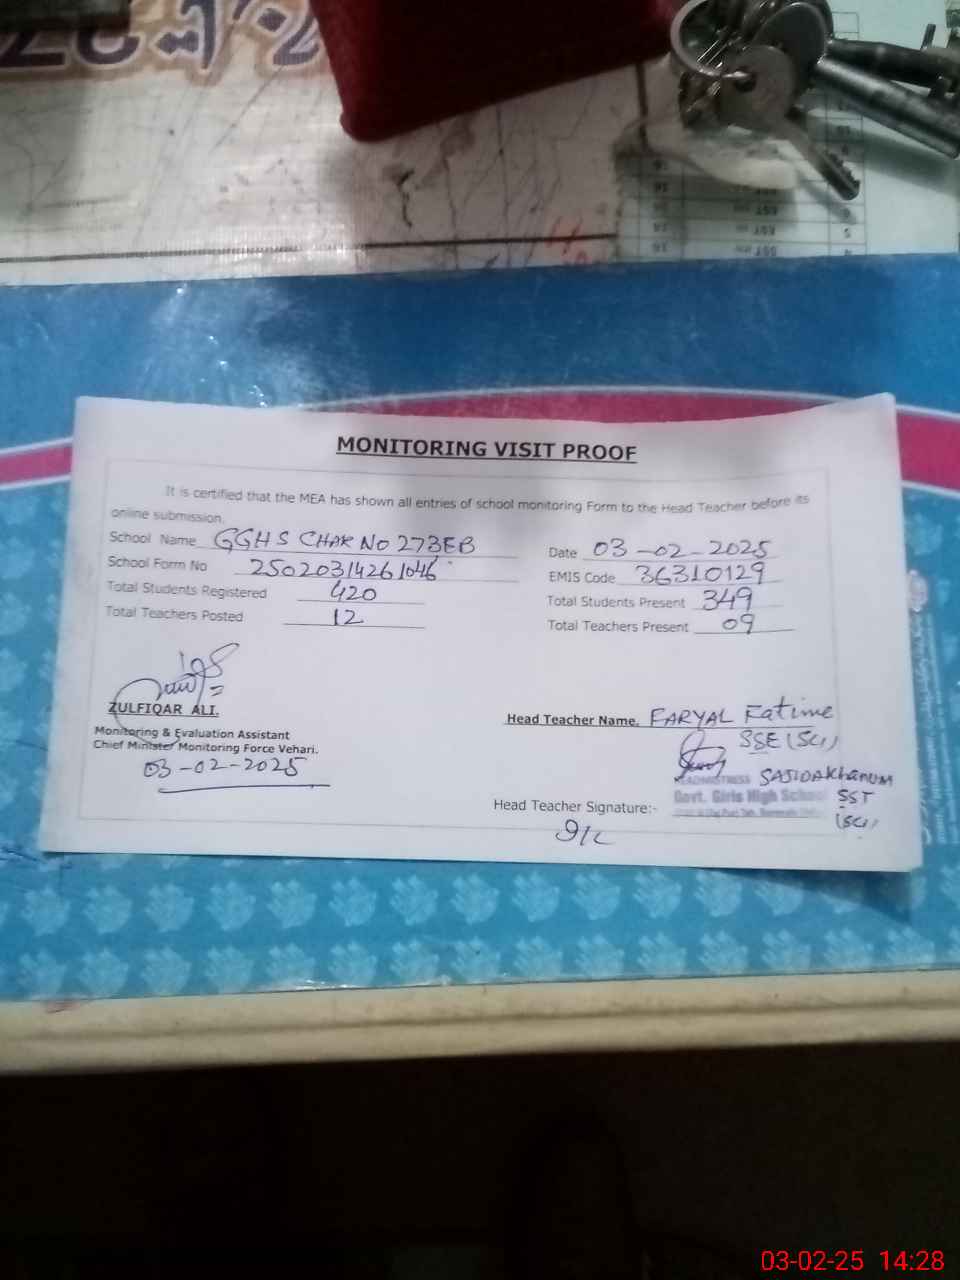 MONITORING VISIT PROOF
It is certified that the MEA has shown all entries of school monitoring Form to the Head Teacher before its
online submission.
School Name GGHS CHAK No 273EB
Date 03-02-2025
School Form No 25020314261046
EMIS Code 36310129
Total Students Registered 420
Total Students Present 349
Total Teachers Posted 12
Total Teachers Present 09
ZULFIQAR ALI.
Monitoring & Evaluation Assistant
Chief Minister Monitoring Force Vehari.
03-02-2025
Head Teacher Name. FARYAL Fatime
SSE (Sci)
HEADMISTRESS SAJIDA Khanum
Govt. Girls High School SST
(Sci)
Head Teacher Signature:-
03-02-25 14:28